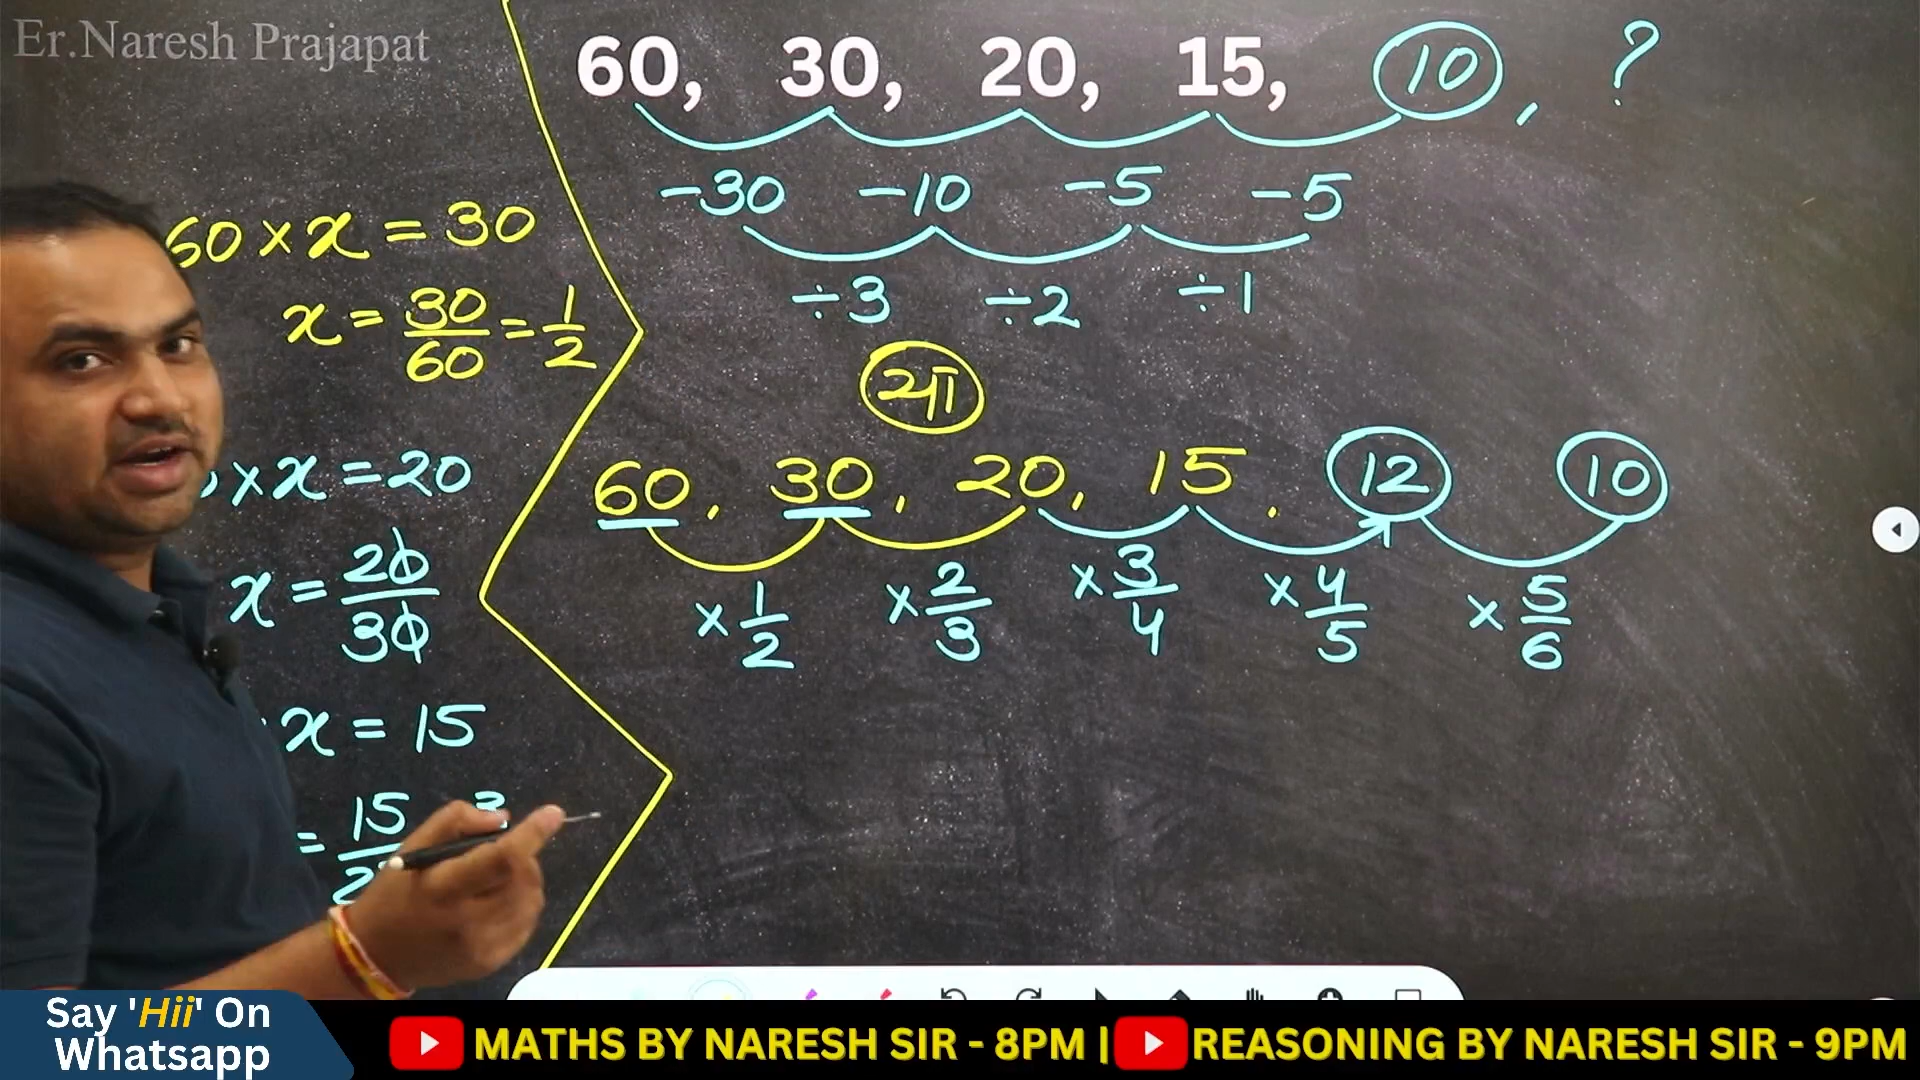 Er.Naresh Prajapat
60, 30, 20, 15, 10, ?
-30 -10 -5 -5
÷3 ÷2 ÷1
60 × x = 30
x = 30/60 = 1/2
या
60, 30, 20, 15, 12 10
×1/2 ×2/3 ×3/4 ×4/5 ×5/6
× x = 20
x = 20/30
x = 15
= 15/2 3
Say 'Hii' On
Whatsapp
MATHS BY NARESH SIR - 8PM | REASONING BY NARESH SIR - 9PM